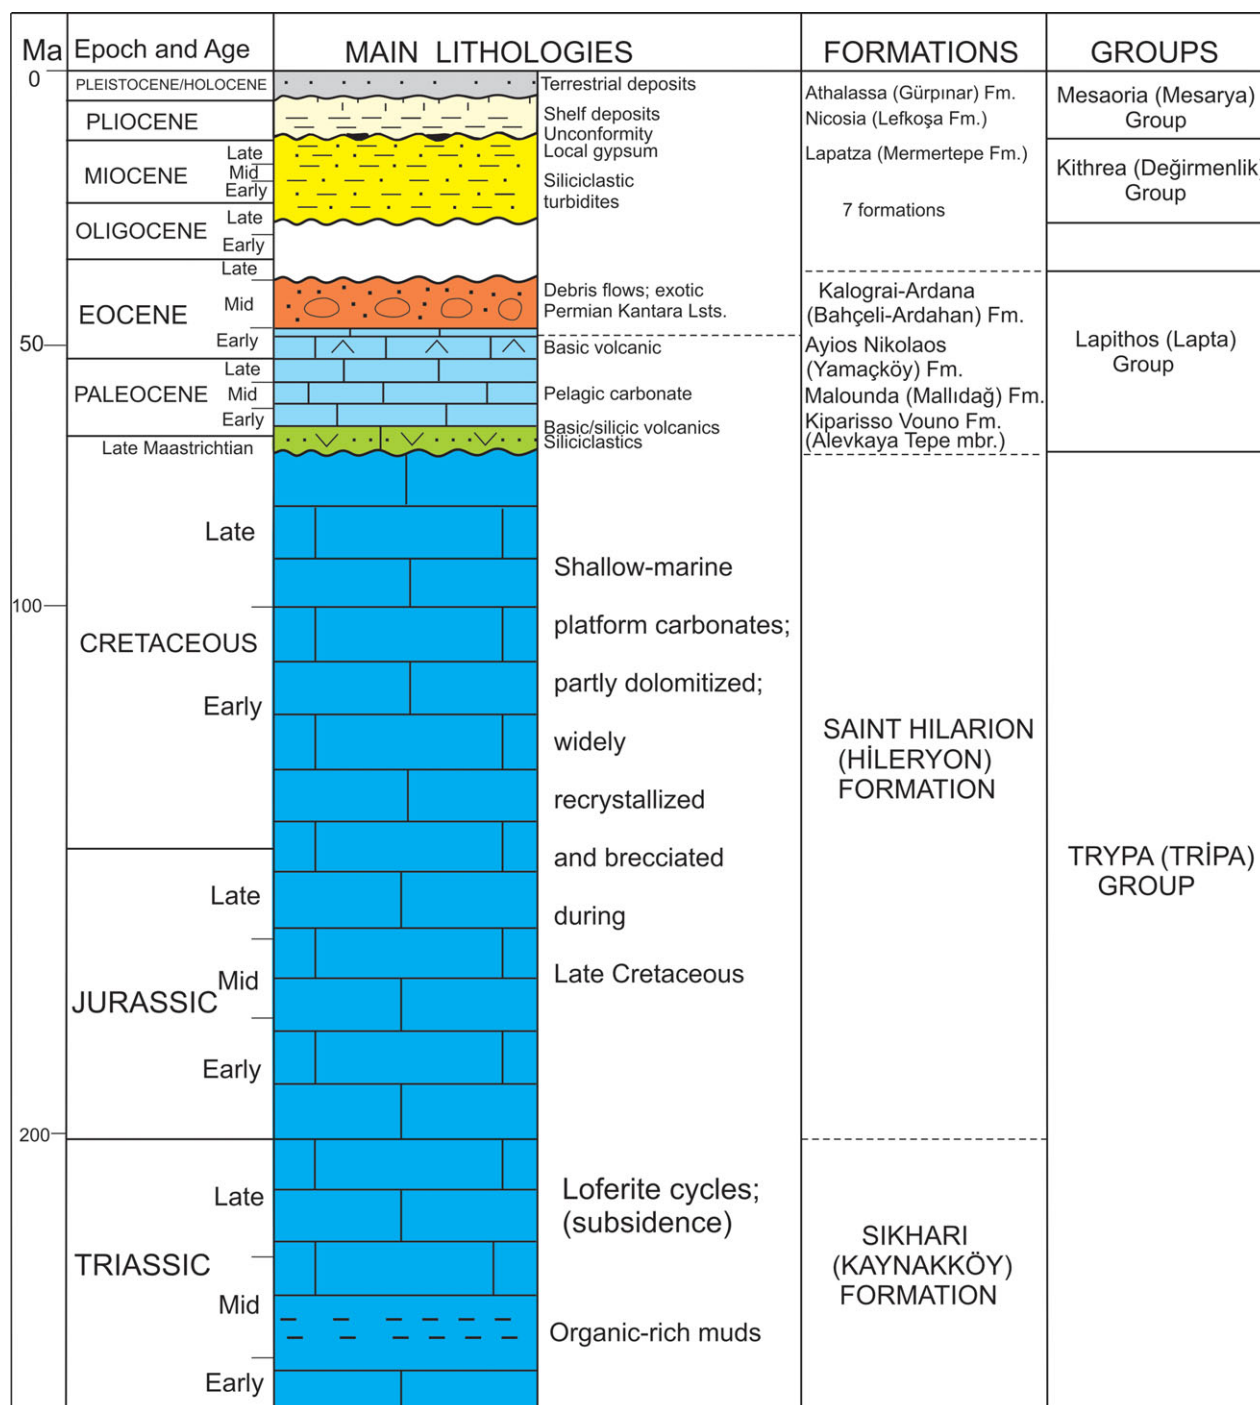 Ma
Epoch and Age
MAIN LITHOLOGIES
FORMATIONS
GROUPS
0
PLEISTOCENE/HOLOCENE
Terrestrial deposits
Athalassa (Gürpınar) Fm.
Mesaoria (Mesarya)
Group
PLIOCENE
Shelf deposits
Nicosia (Lefkoşa Fm.)
Unconformity
MIOCENE
Late
Mid
Early
Local gypsum
Lapatza (Mermertepe Fm.)
Kithrea (Değirmenlik)
Group
Siliciclastic
turbidites
7 formations
OLIGOCENE
Late
Early
EOCENE
Late
Mid
Early
Debris flows; exotic
Permian Kantara Lsts.
Kalograi-Ardana
(Bahçeli-Ardahan) Fm.
Lapithos (Lapta)
Group
50
Basic volcanic
Ayios Nikolaos
(Yamaçköy) Fm.
PALEOCENE
Late
Mid
Early
Pelagic carbonate
Malounda (Mallıdağ) Fm.
Basic/silicic volcanics
Siliciclastics
Kiparisso Vouno Fm.
(Alevkaya Tepe mbr.)
Late Maastrichtian
100
CRETACEOUS
Late
Early
Shallow-marine
platform carbonates;
partly dolomitized;
widely
recrystallized
and brecciated
during
Late Cretaceous
SAINT HILARION
(HİLERYON)
FORMATION
TRYPA (TRİPA)
GROUP
JURASSIC
Late
Mid
Early
200
TRIASSIC
Late
Mid
Early
Loferite cycles;
(subsidence)
Organic-rich muds
SIKHARI
(KAYNAKKÖY)
FORMATION